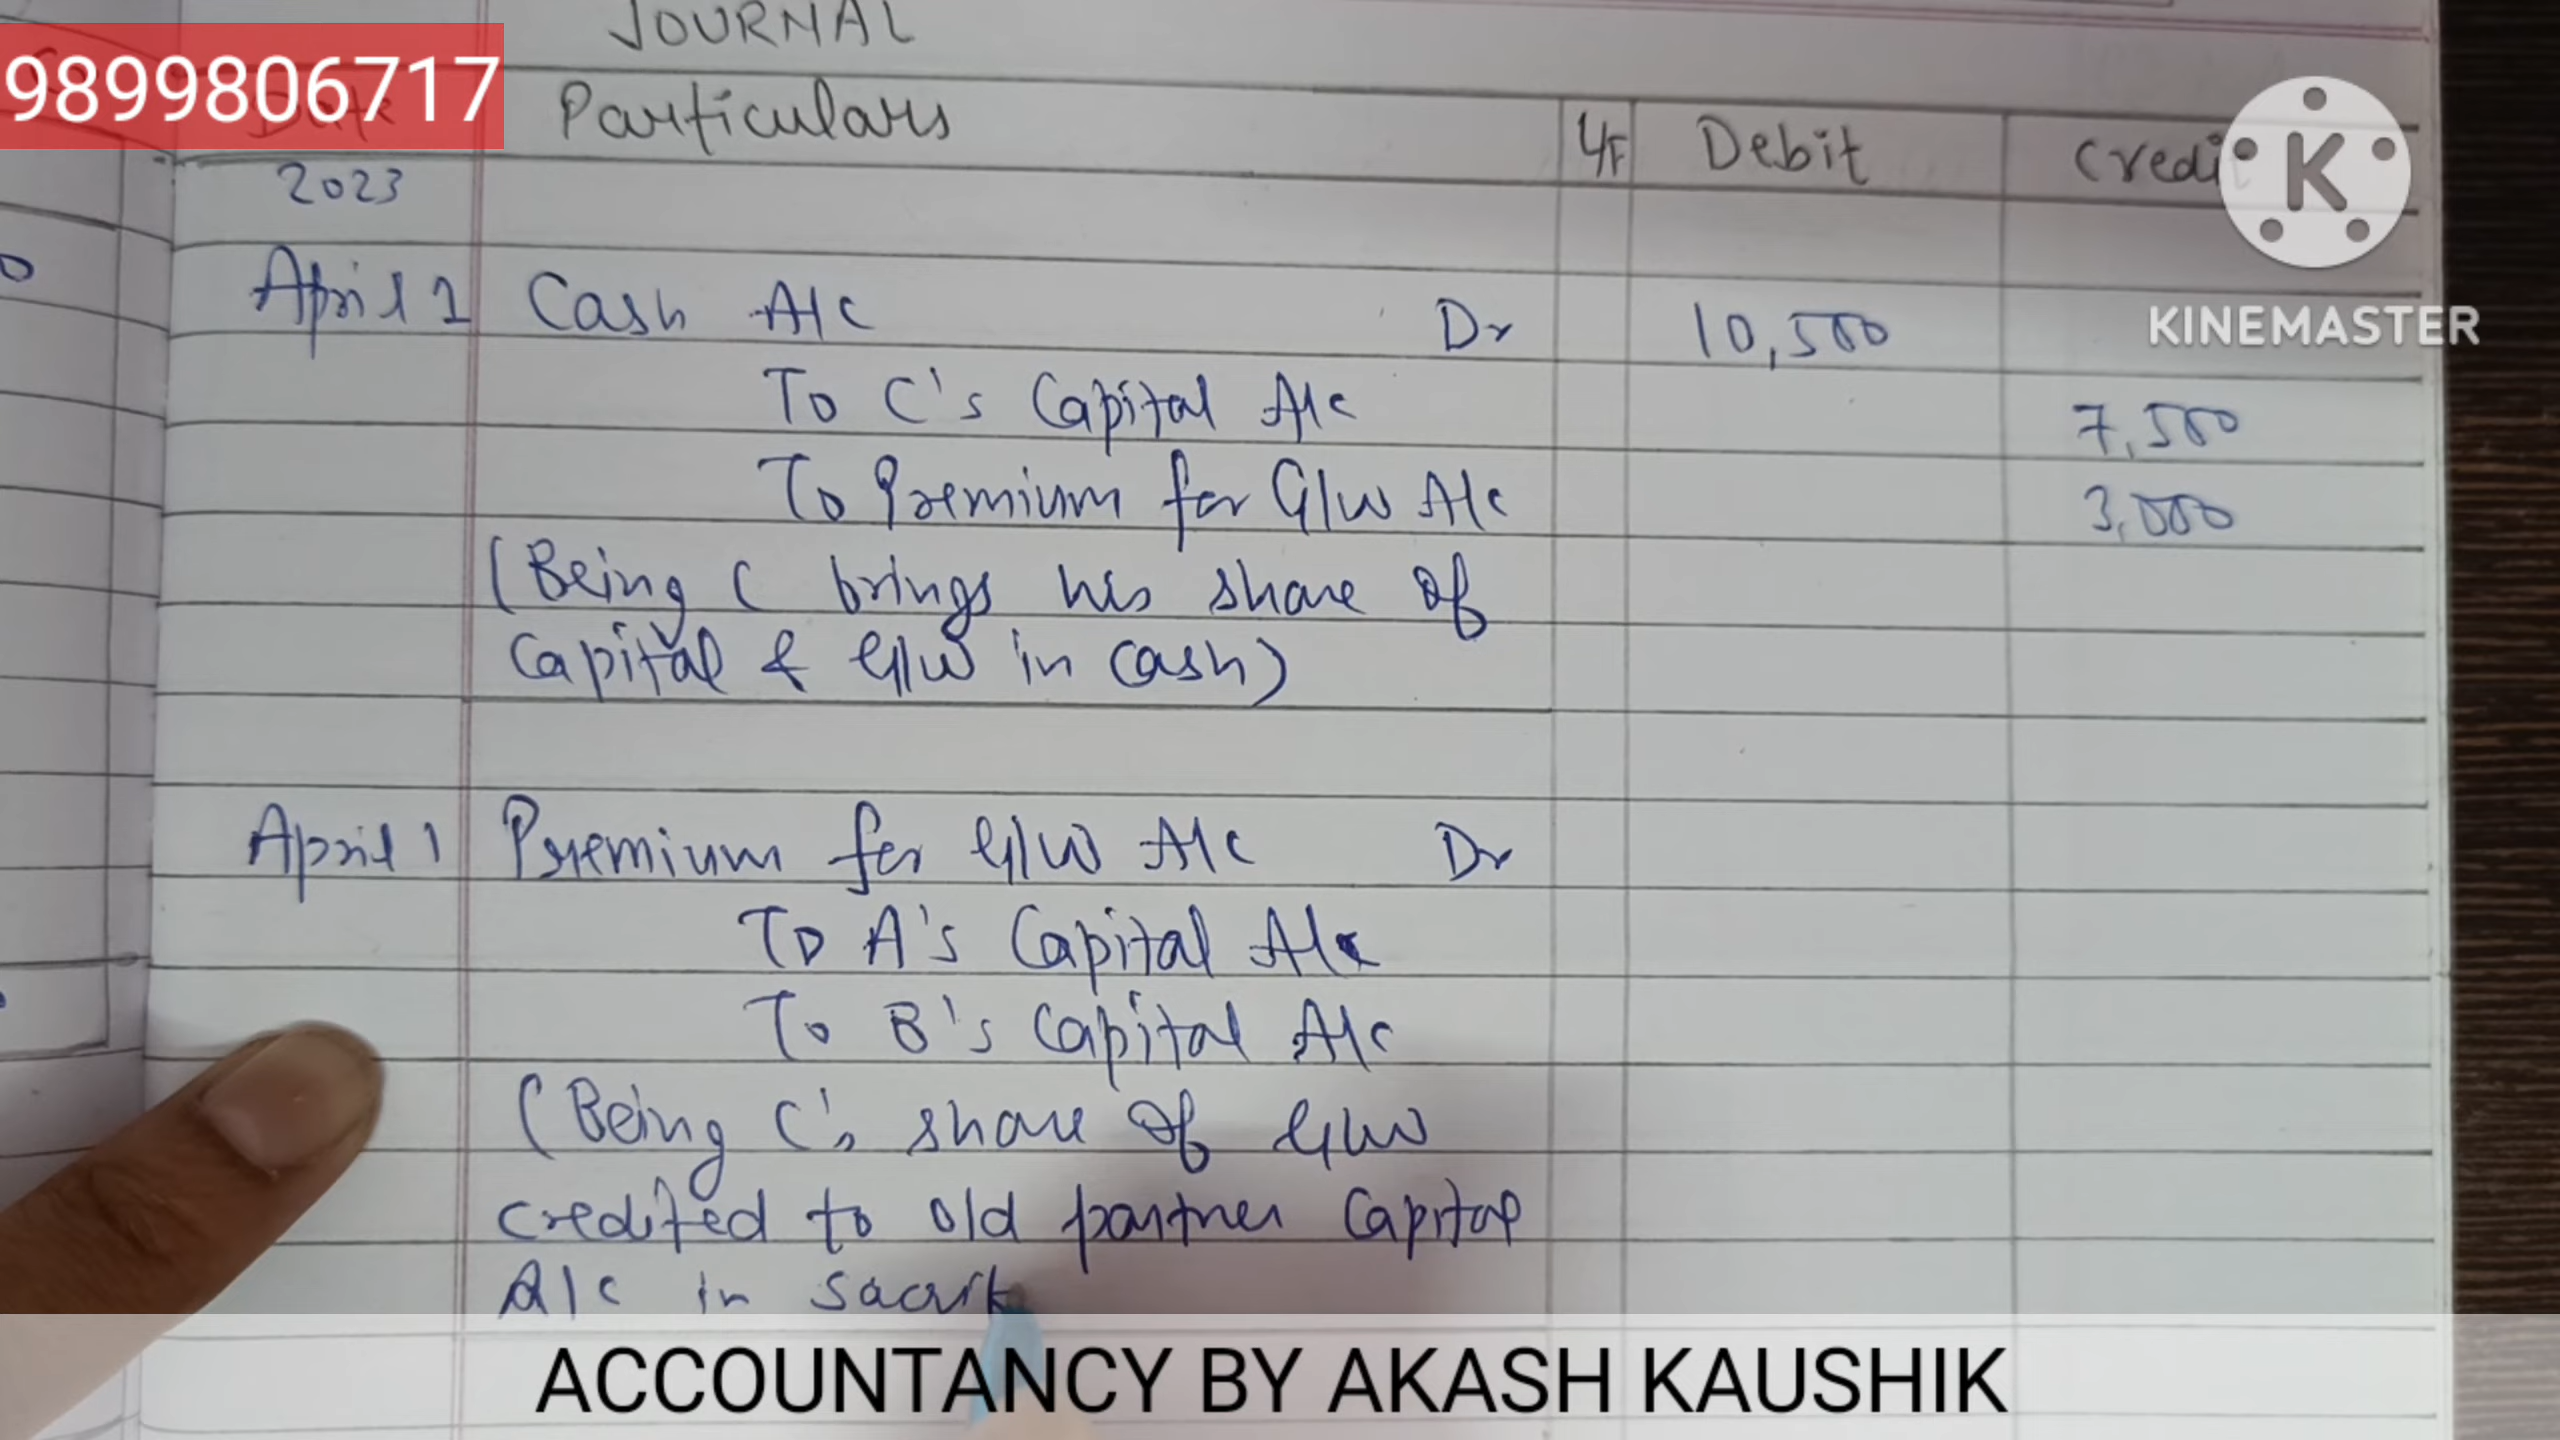 JOURNAL
9899806717
Date Particulars L/F Debit Credit
2023
April 1 Cash A/c Dr 10,500
To C's Capital A/c 7,500
To Premium for G/W A/c 3,000
(Being C brings his share of
Capital & G/W in cash)
April 1 Premium for G/W A/c Dr
To A's Capital A/c
To B's Capital A/c
(Being C's share of G/W
credited to old partner Capital
A/c in
K
KINEMASTER
ACCOUNTANCY BY AKASH KAUSHIK